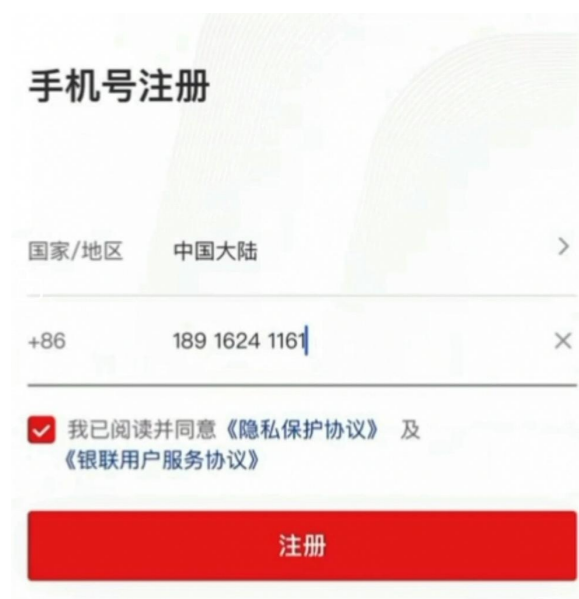 手机号注册
国家/地区 中国大陆
+86 189 1624 1161
我已阅读并同意《隐私保护协议》 及
《银联用户服务协议》
注册